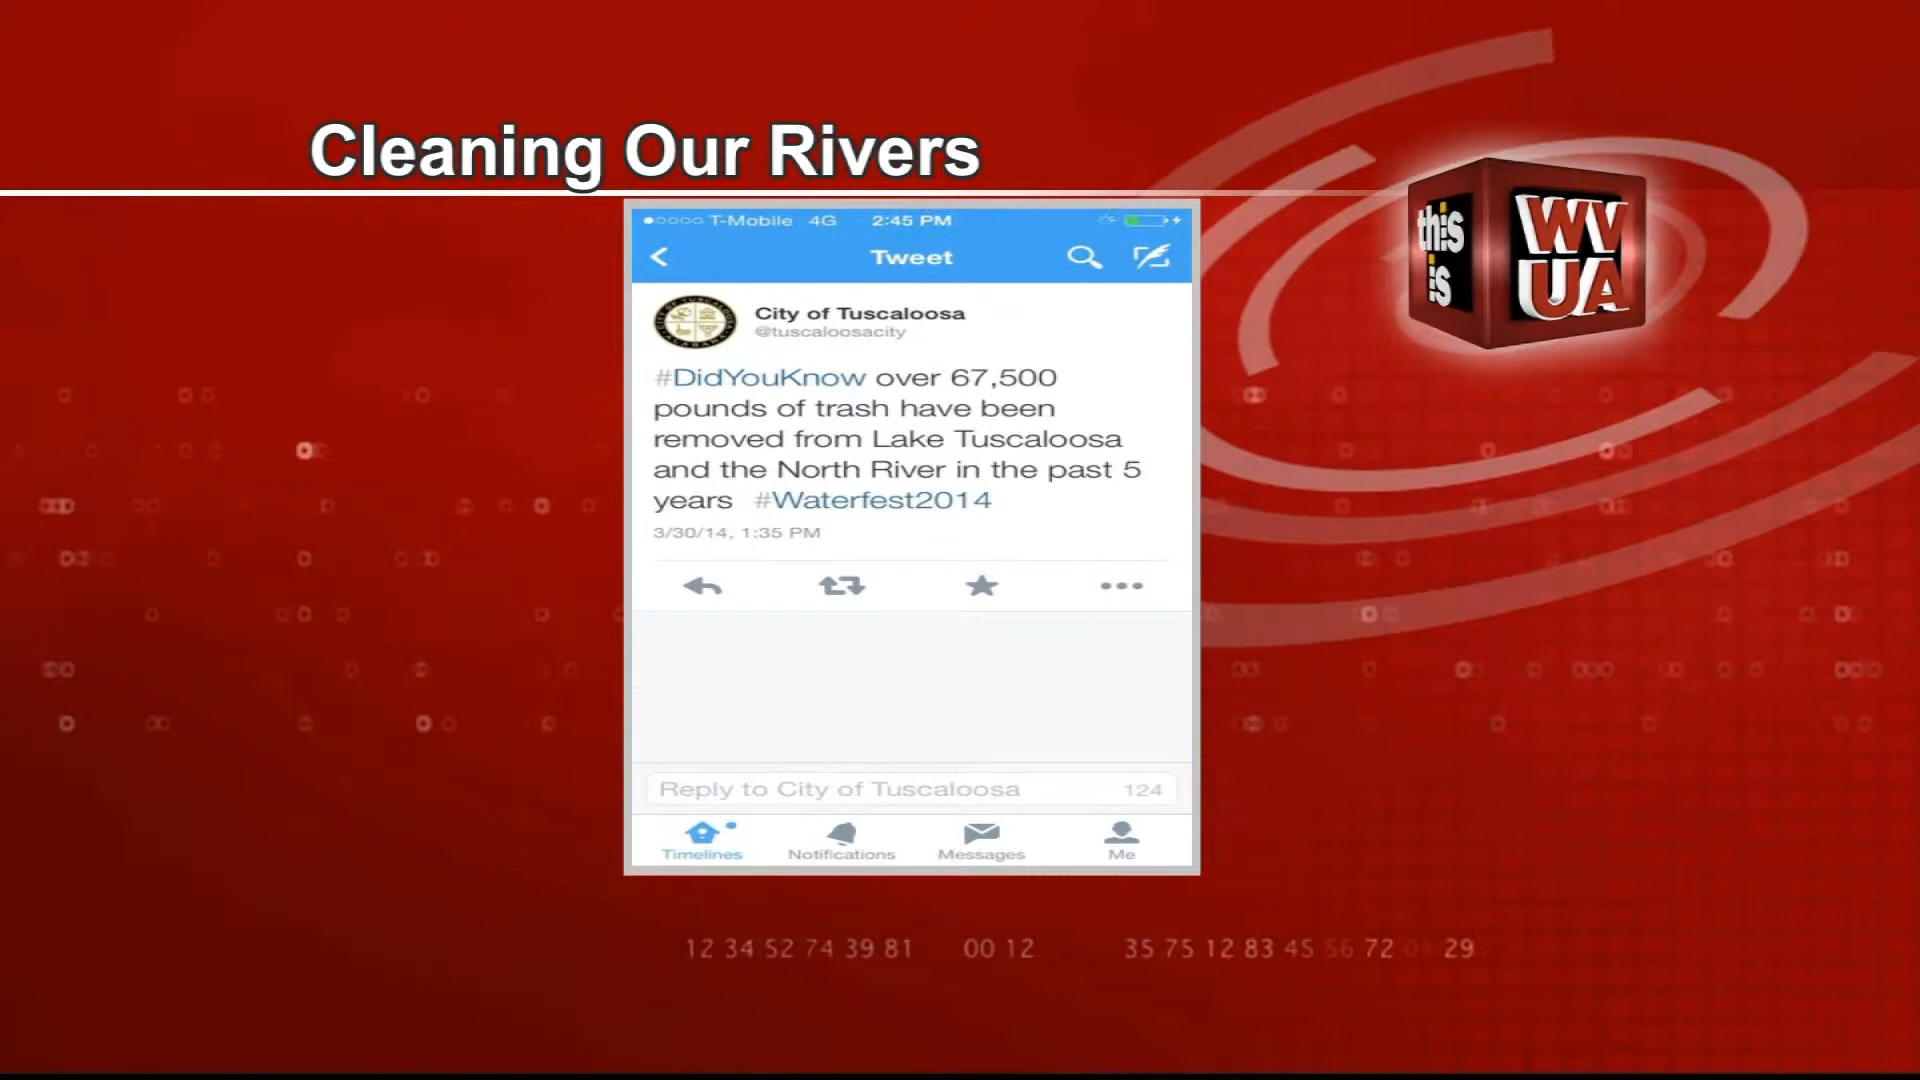 Cleaning Our Rivers
this
is
WV
UA
T-Mobile 4G 2:45 PM
Tweet
City of Tuscaloosa
@tuscaloosacity
#DidYouKnow over 67,500
pounds of trash have been
removed from Lake Tuscaloosa
and the North River in the past 5
years #Waterfest2014
3/30/14, 1:35 PM
Reply to City of Tuscaloosa 124
Timelines Notifications Messages Me
12 34 52 74 39 81 00 12 35 75 12 83 45 56 72 29